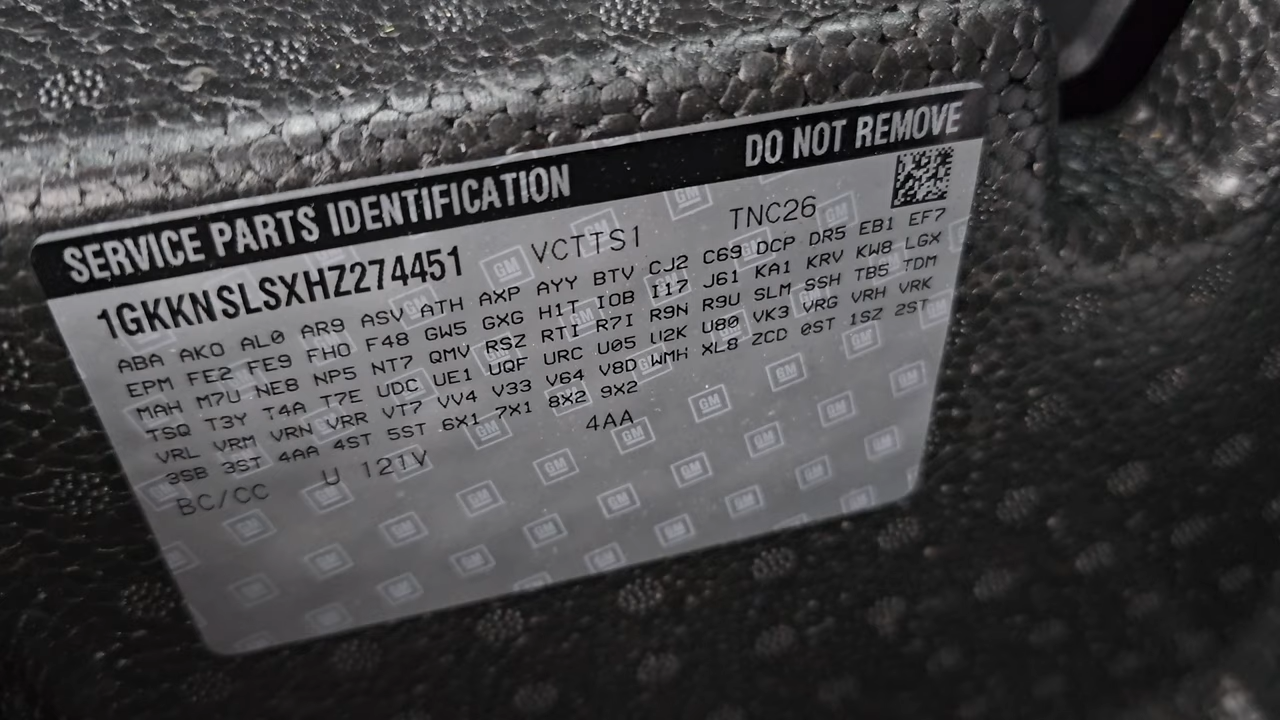 SERVICE PARTS IDENTIFICATION DO NOT REMOVE
1GKKNSLSXHZ274451 VCTTS1 TNC26
ABA AKO AL0 AR9 ASV ATH AXP AYY BTV CJ2 C69 DCP DR5 EB1 EF7
EPM FE2 FE9 FHO F48 GW5 GXG H1T IOB I17 J61 KA1 KRV KW8 LGX
MAH M7U NE8 NP5 NT7 QMV RSZ RTI R7I R9N R9U SLM SSH TB5 TDM
TSQ T3Y T4A T7E UDC UE1 UQF URC U05 U2K U80 VK3 VRG VRH VRK
VRL VRM VRN VRR VT7 VV4 V33 V64 V8D WMH XL8 ZCD 0ST 1SZ 2ST
3SB 3ST 4AA 4ST 5ST 6X1 7X1 8X2 9X2
BC/CC U 121V 4AA